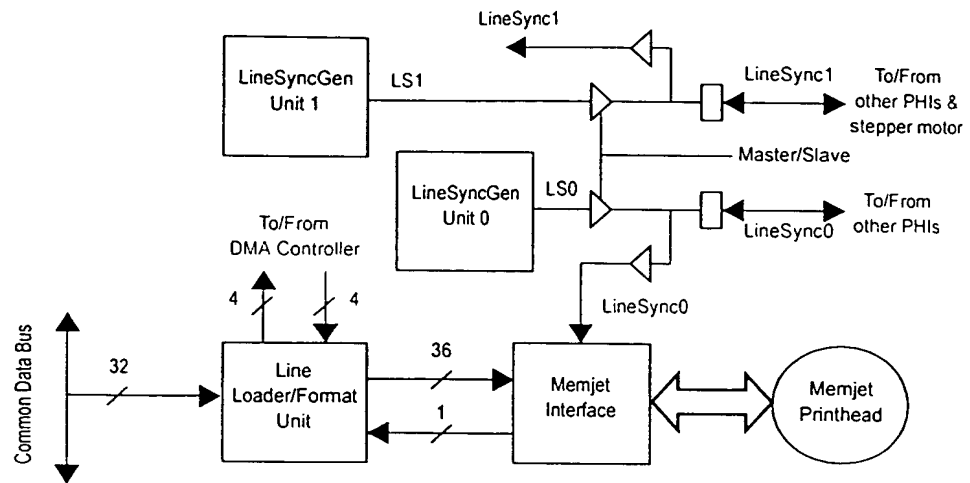 LineSync1
LineSyncGen
Unit 1
LS1
LineSync1
To/From
other PHIs &
stepper motor
Master/Slave
LineSyncGen
Unit 0
LS0
To/From
other PHIs
LineSync0
To/From
DMA Controller
4
4
LineSync0
Common Data Bus
32
Line
Loader/Format
Unit
36
1
Memjet
Interface
Memjet
Printhead